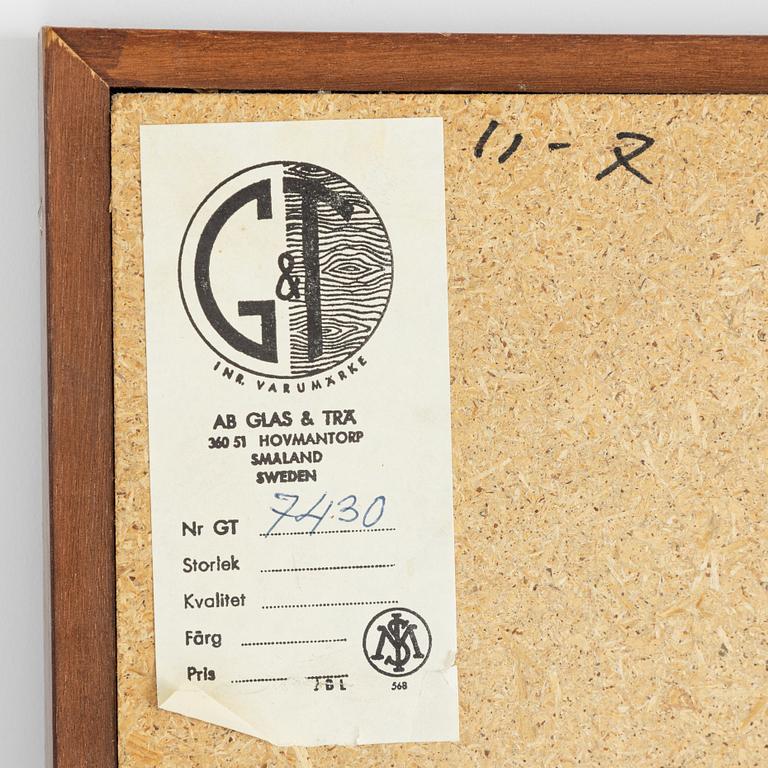 11-2
G&T
INR. VARUMÄRKE
AB GLAS & TRÄ
360 51 HOVMANTORP
SMÅLAND
SWEDEN
Nr GT 7430
Storlek
Kvalitet
Färg
Pris
568